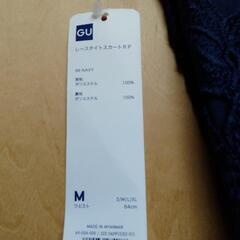 GU
レースタイトスカートRP
69 NAVY
表地
ポリエステル 100%
裏地
ポリエステル 100%
M S/M/L/XL
ウエスト 64cm
MADE IN MYANMAR